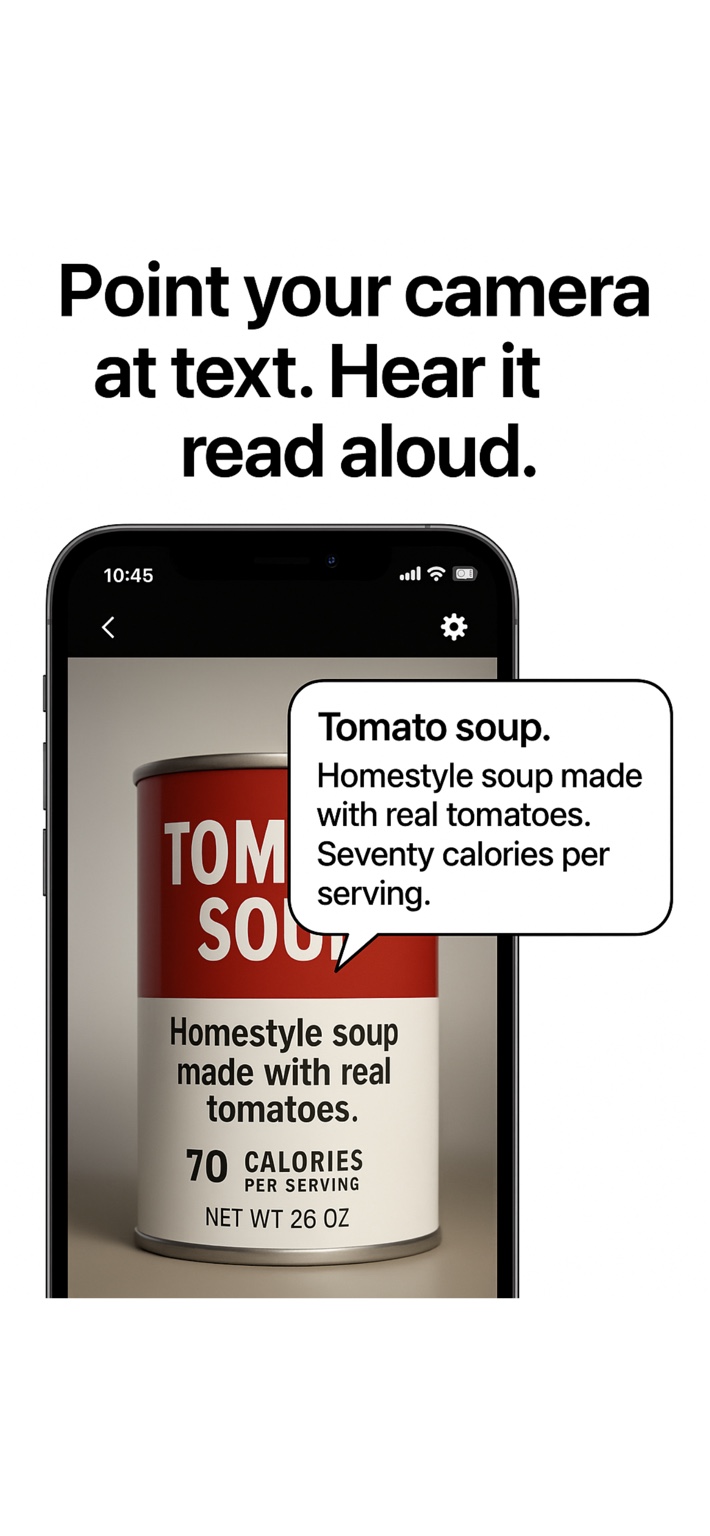 Point your camera
at text. Hear it
read aloud.
10:45
Tomato soup.
Homestyle soup made
with real tomatoes.
Seventy calories per
serving.
TOM
SOU
Homestyle soup
made with real
tomatoes.
70 CALORIES
PER SERVING
NET WT 26 OZ